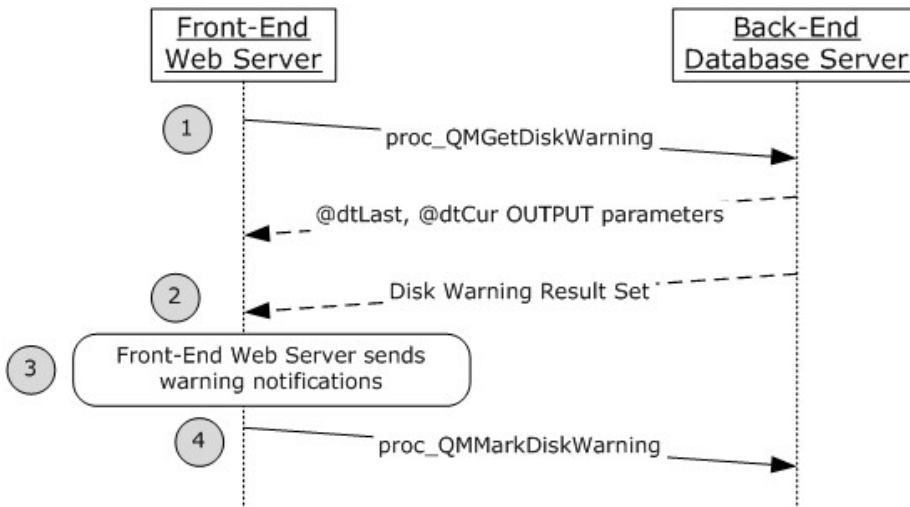 Front-End
Web Server
Back-End
Database Server
1
proc_QMGetDiskWarning
@dtLast, @dtCur OUTPUT parameters
2
Disk Warning Result Set
3
Front-End Web Server sends
warning notifications
4
proc_QMMarkDiskWarning